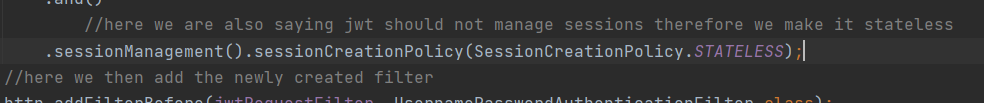 .and()
//here we are also saying jwt should not manage sessions therefore we make it stateless
.sessionManagement().sessionCreationPolicy(SessionCreationPolicy.STATELESS);
//here we then add the newly created filter
http.addFilterBefore(jwtRequestFilter, UsernamePasswordAuthenticationFilter.class);